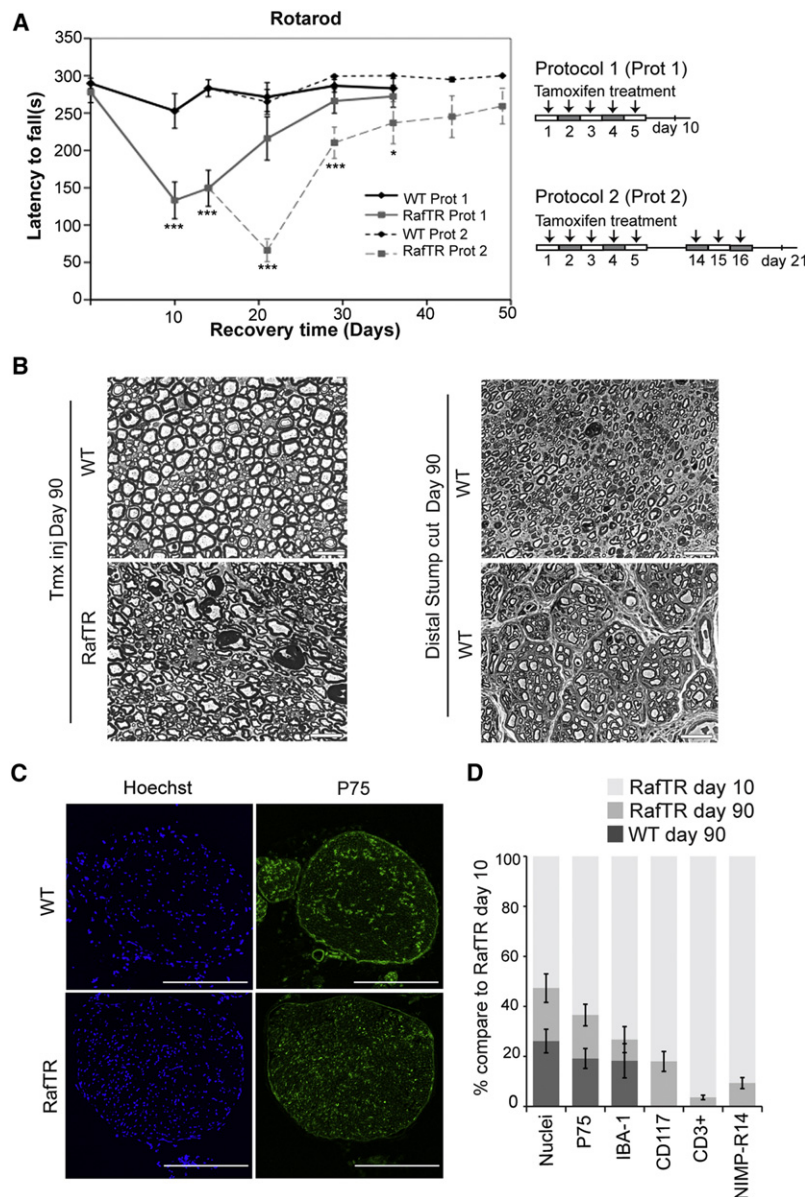 A
Rotarod
Latency to fall(s)
350
300
250
200
150
100
50
0
10
20
30
40
50
Recovery time (Days)
***
***
***
***
*
WT Prot 1
RafTR Prot 1
WT Prot 2
RafTR Prot 2
Protocol 1 (Prot 1)
Tamoxifen treatment
1 2 3 4 5 day 10
Protocol 2 (Prot 2)
Tamoxifen treatment
1 2 3 4 5 14 15 16 day 21
B
Tmx inj Day 90
WT
RafTR
Distal Stump cut Day 90
WT
WT
C
Hoechst P75
WT
RafTR
D
RafTR day 10
RafTR day 90
WT day 90
% compare to RafTR day 10
100
80
60
40
20
0
Nuclei
P75
IBA-1
CD117
CD3+
NIMP-R14